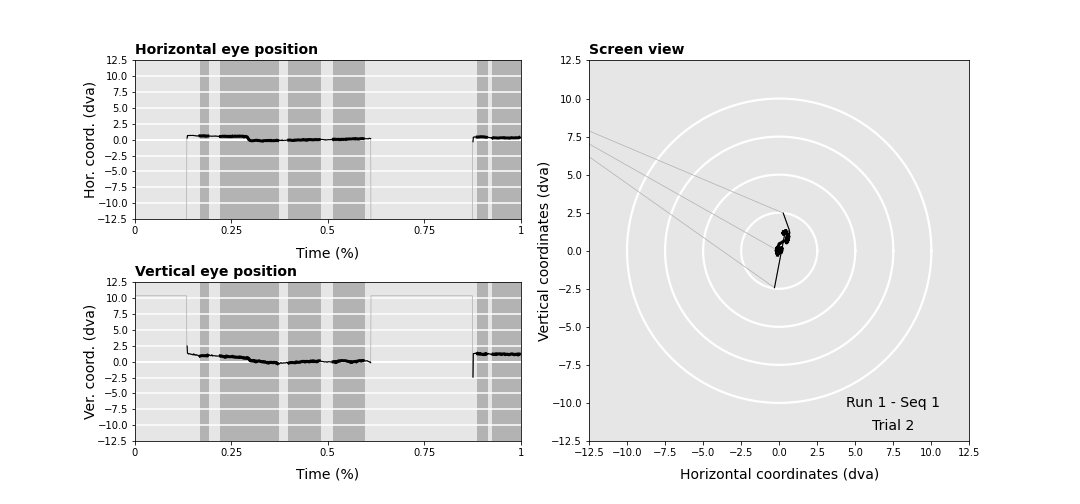 Horizontal eye position
Hor. coord. (dva)
12.5
10.0
7.5
5.0
2.5
0.0
−2.5
−5.0
−7.5
−10.0
−12.5
0 0.25 0.5 0.75 1
Time (%)
Vertical eye position
Ver. coord. (dva)
12.5
10.0
7.5
5.0
2.5
0.0
−2.5
−5.0
−7.5
−10.0
−12.5
0 0.25 0.5 0.75 1
Time (%)
Screen view
Vertical coordinates (dva)
12.5
10.0
7.5
5.0
2.5
0.0
−2.5
−5.0
−7.5
−10.0
−12.5
Run 1 - Seq 1
Trial 2
−12.5 −10.0 −7.5 −5.0 −2.5 0.0 2.5 5.0 7.5 10.0 12.5
Horizontal coordinates (dva)